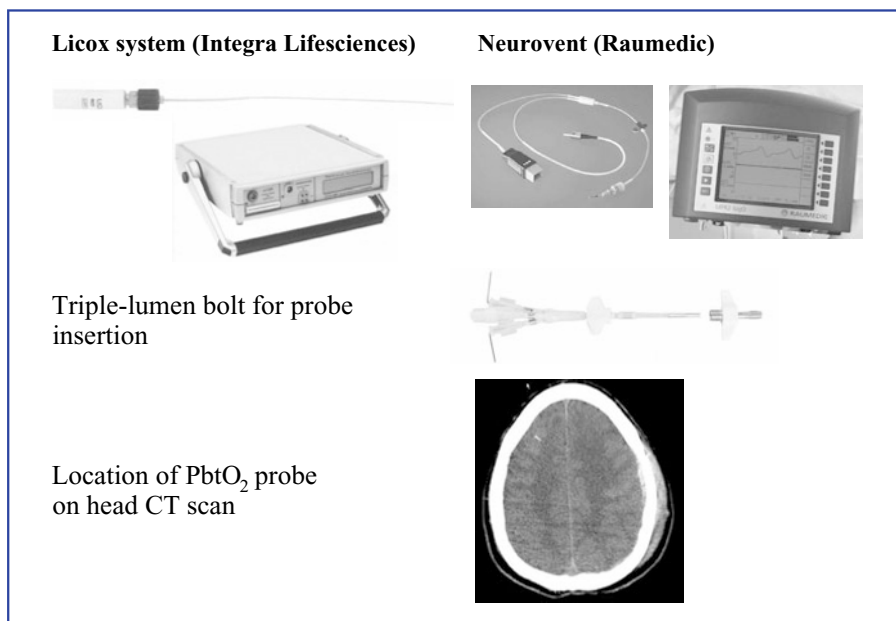 Licox system (Integra Lifesciences)
Neurovent (Raumedic)
RAUMEDIC
Triple-lumen bolt for probe
insertion
Location of PbtO₂ probe
on head CT scan